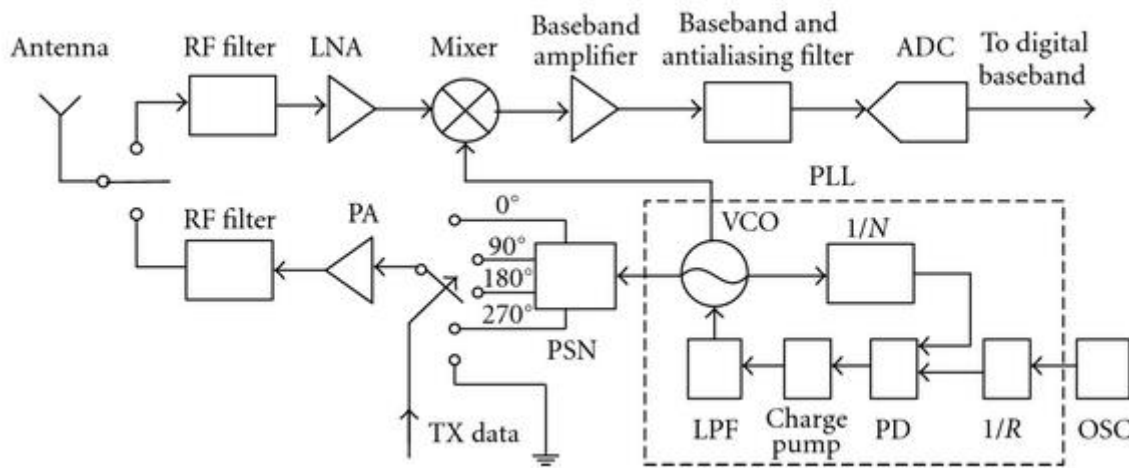 Antenna
RF filter
LNA
Mixer
Baseband
amplifier
Baseband and
antialiasing filter
ADC
To digital
baseband
PLL
RF filter
PA
0°
90°
180°
270°
PSN
VCO
1/N
TX data
LPF
Charge
pump
PD
1/R
OSC